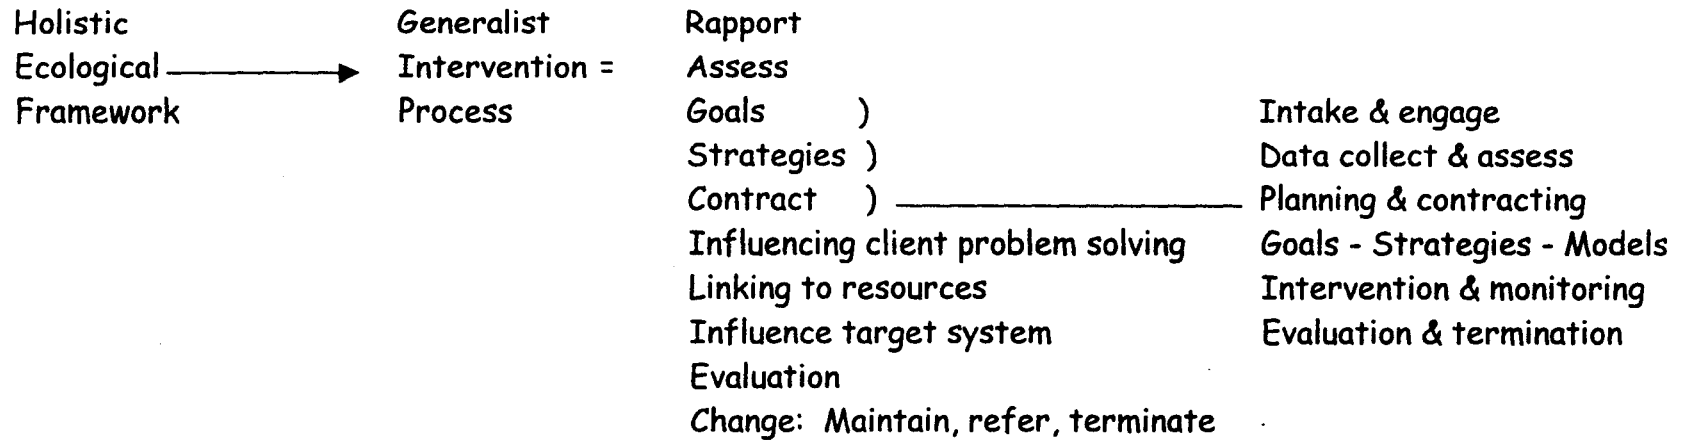 Holistic Generalist Rapport
Ecological Intervention = Assess
Framework Process Goals ) Intake & engage
Strategies ) Data collect & assess
Contract ) Planning & contracting
Influencing client problem solving Goals - Strategies - Models
Linking to resources Intervention & monitoring
Influence target system Evaluation & termination
Evaluation
Change: Maintain, refer, terminate